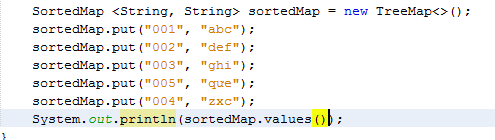 SortedMap <String, String> sortedMap = new TreeMap<>();
sortedMap.put("001", "abc");
sortedMap.put("002", "def");
sortedMap.put("003", "ghi");
sortedMap.put("005", "que");
sortedMap.put("004", "zxc");
System.out.println(sortedMap.values());
}